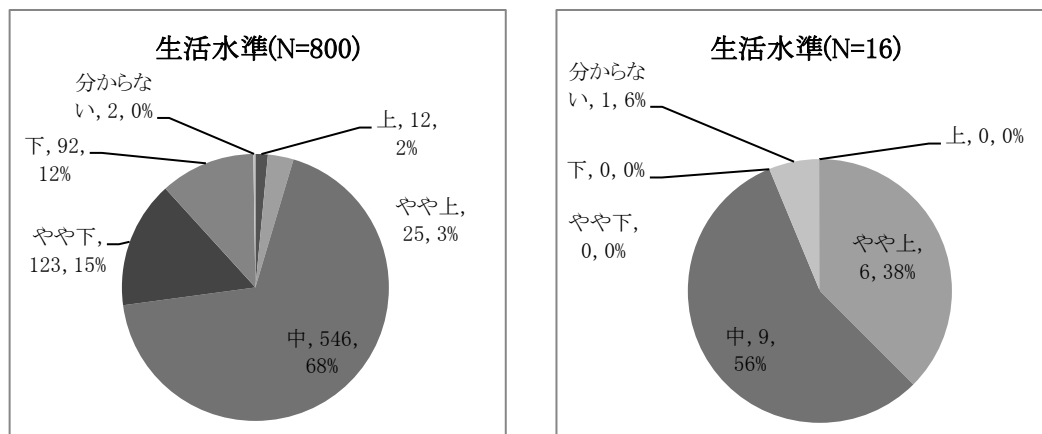 生活水準(N=800)
分からな
い, 2, 0%
上, 12,
2%
下, 92,
12%
やや上,
25, 3%
やや下,
123, 15%
中, 546,
68%
生活水準(N=16)
分からな
い, 1, 6%
上, 0, 0%
下, 0, 0%
やや下,
0, 0%
やや上,
6, 38%
中, 9,
56%